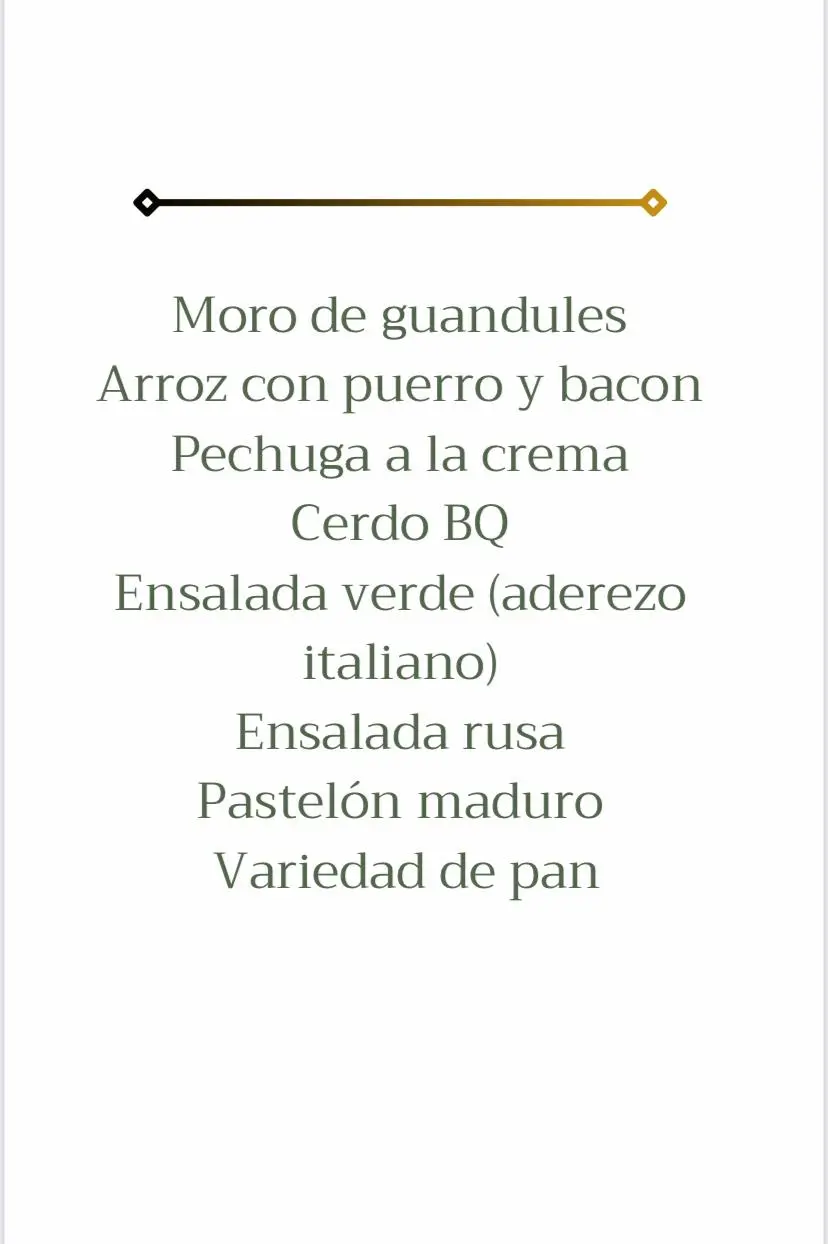 Moro de guandules
Arroz con puerro y bacon
Pechuga a la crema
Cerdo BQ
Ensalada verde (aderezo
italiano)
Ensalada rusa
Pastelón maduro
Variedad de pan